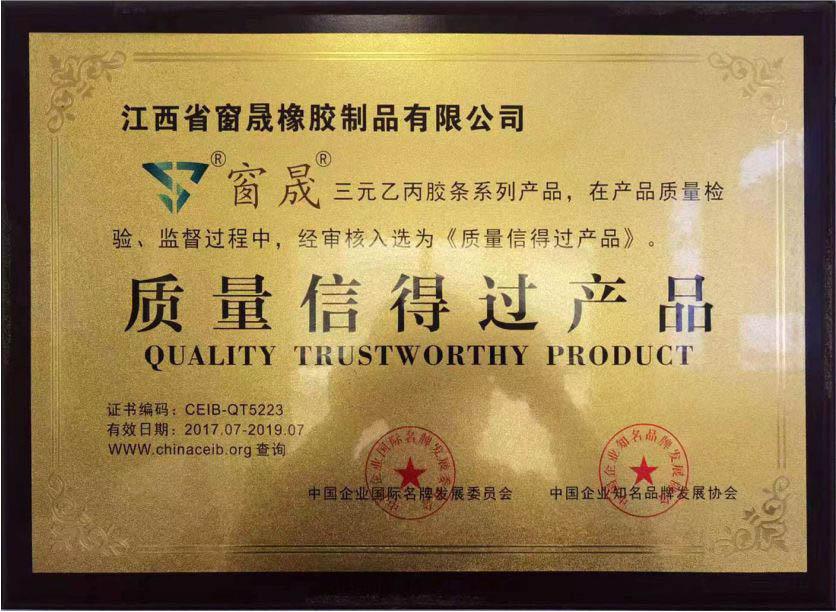 江西省窗晟橡胶制品有限公司
® 窗晟® 三元乙丙胶条系列产品，在产品质量检
验、监督过程中，经审核入选为《质量信得过产品》。
质量信得过产品
QUALITY TRUSTWORTHY PRODUCT
证书编码：CEIB-QT5223
有效日期：2017.07-2019.07
WWW.chinaceib.org 查询
中国企业国际名牌发展委员会 中国企业知名品牌发展协会